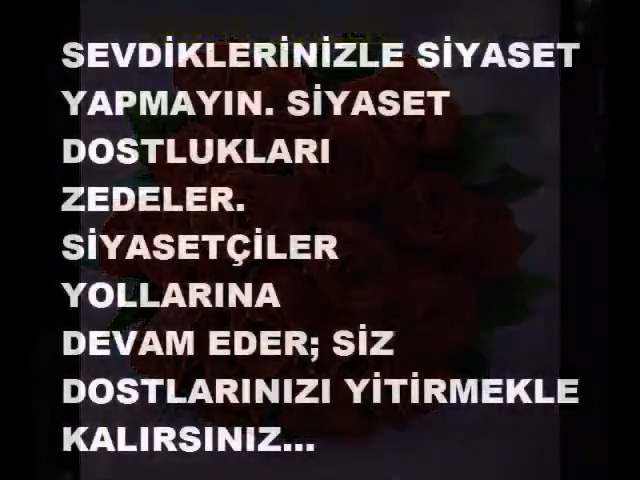 SEVDİKLERİNİZLE SİYASET
YAPMAYIN. SİYASET
DOSTLUKLARI
ZEDELER.
SİYASETÇİLER
YOLLARINA
DEVAM EDER; SİZ
DOSTLARINIZI YİTİRMEKLE
KALIRSINIZ...